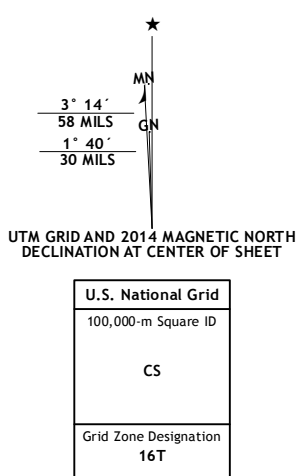 ★
MN
3° 14´
58 MILS
GN
1° 40´
30 MILS
UTM GRID AND 2014 MAGNETIC NORTH
DECLINATION AT CENTER OF SHEET
U.S. National Grid
100,000-m Square ID
CS
Grid Zone Designation
16T